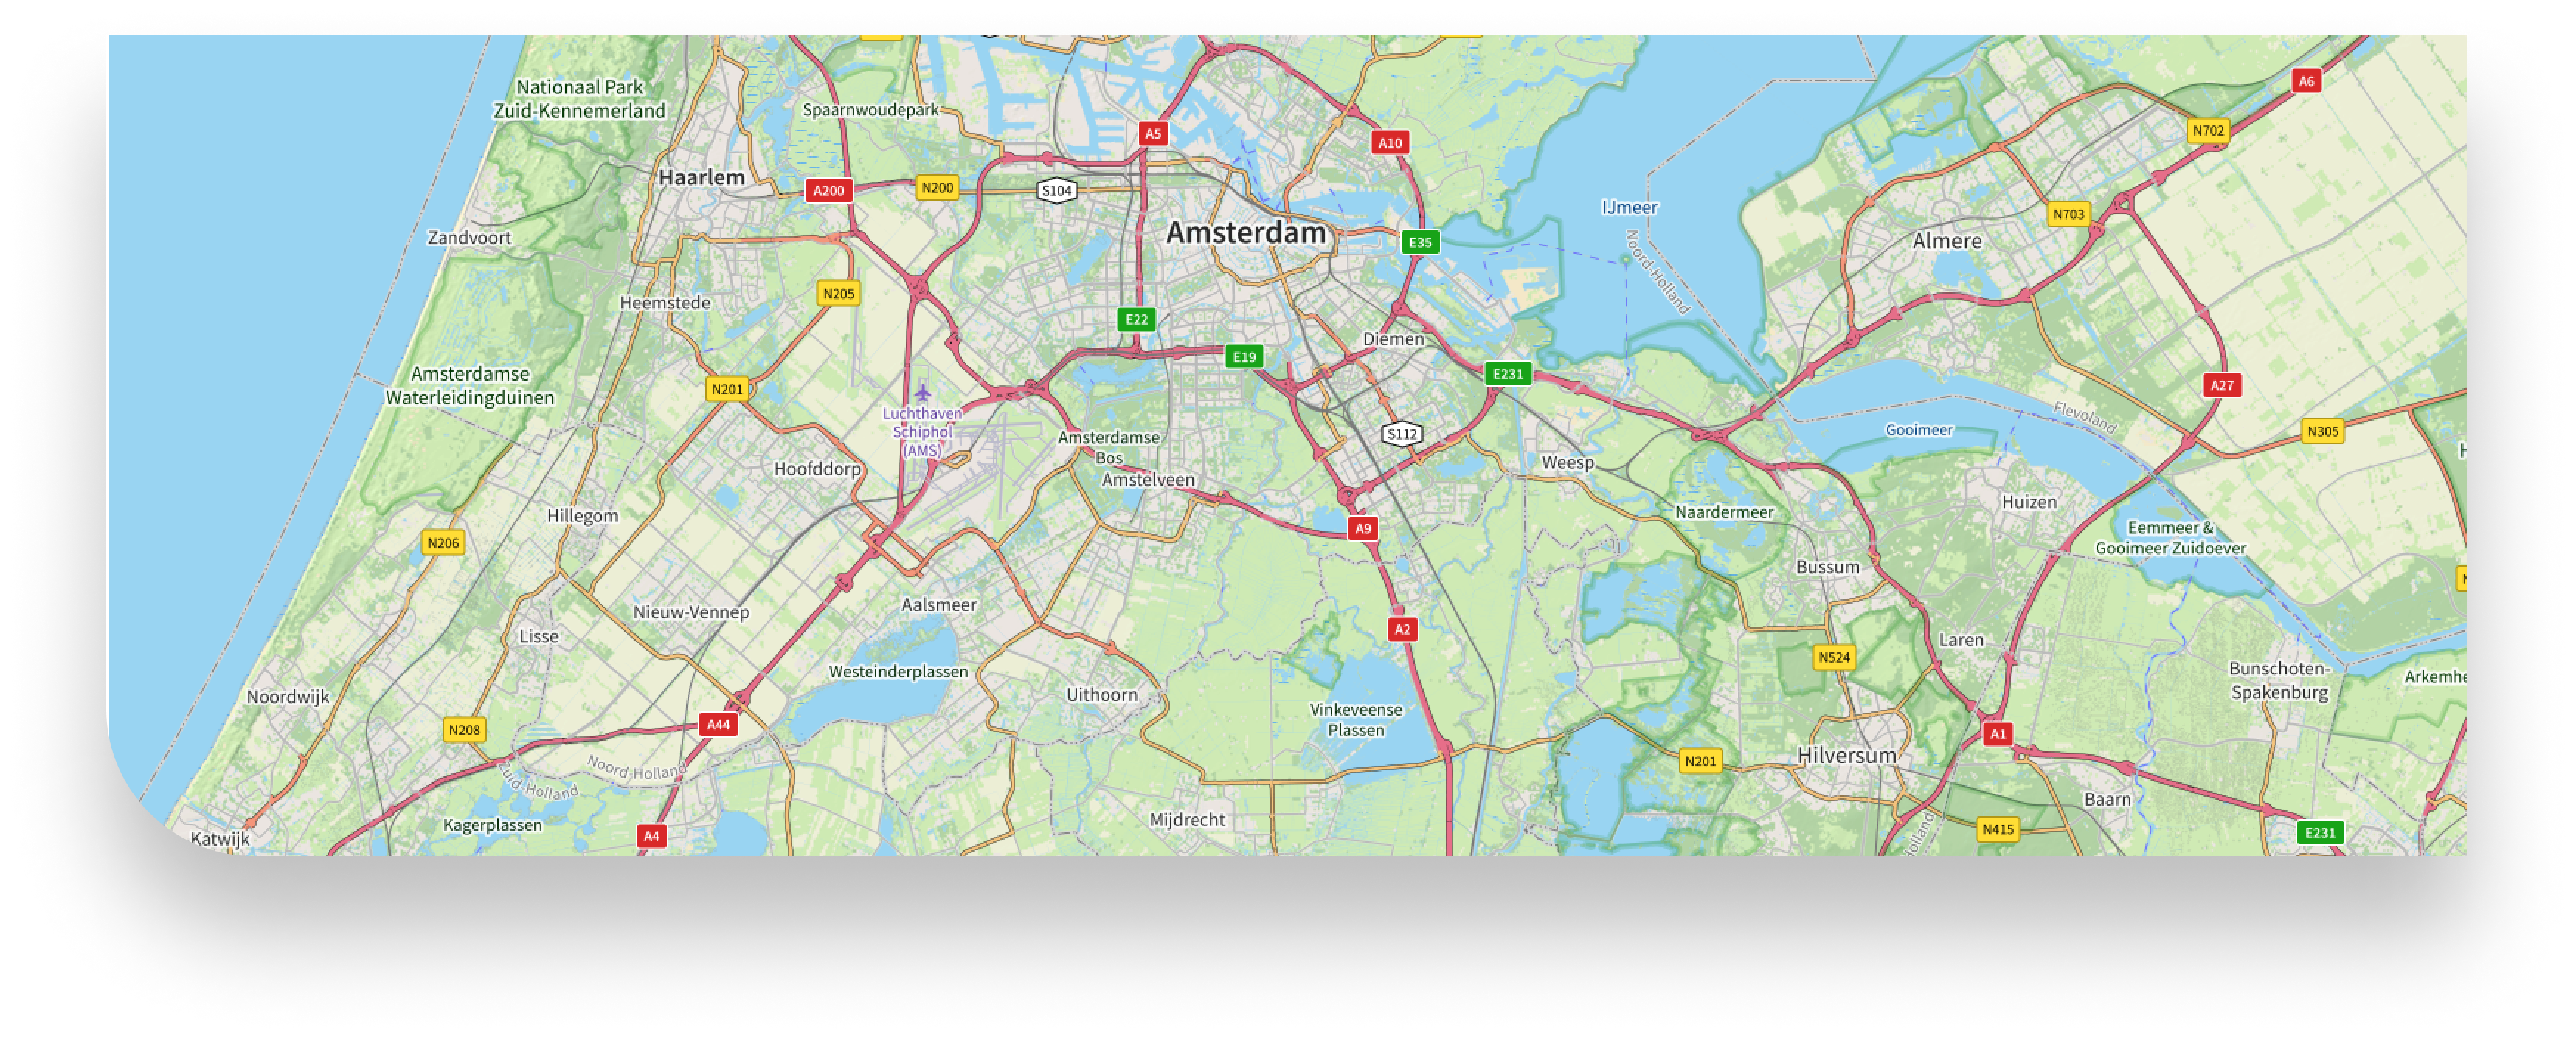 A6
Nationaal Park
Zuid-Kennemerland
Spaarnwoudepark
A5
N702
A10
Haarlem
A200
N200
S104
IJmeer
N703
Zandvoort
Amsterdam
E35
Almere
Noord-Holland
N205
Heemstede
E22
Diemen
E19
Amsterdamse
Waterleidingduinen
E231
N201
A27
Luchthaven
Schiphol
(AMS)
Flevoland
Gooimeer
N305
S112
Amsterdamse
Bos
Hoofddorp
Amstelveen
Weesp
Huizen
Hillegom
Naardermeer
N206
A9
Eemmeer &
Gooimeer Zuidoever
Bussum
Nieuw-Vennep
Aalsmeer
Lisse
A2
Laren
N524
Westeinderplassen
Bunschoten-
Spakenburg
Arkemhe
Noordwijk
Uithoorn
Vinkeveense
Plassen
A44
N208
A1
Hilversum
N201
Noord-Holland
Zuid-Holland
Baarn
Mijdrecht
Kagerplassen
N415
E231
A4
Katwijk
Holland